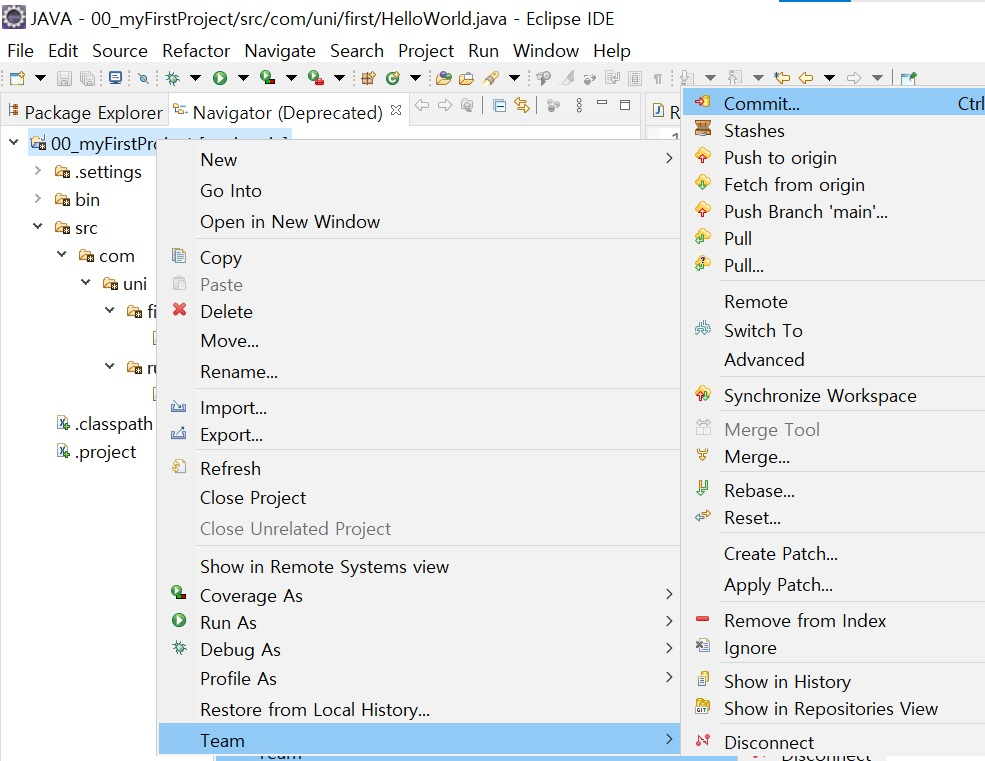 JAVA - 00_myFirstProject/src/com/uni/first/HelloWorld.java - Eclipse IDE
File Edit Source Refactor Navigate Search Project Run Window Help
Package Explorer Navigator (Deprecated)
00_myFirstPro
.settings
bin
src
com
uni
fi
ru
.classpath
.project
New
Go Into
Open in New Window
Copy
Paste
Delete
Move...
Rename...
Import...
Export...
Refresh
Close Project
Close Unrelated Project
Show in Remote Systems view
Coverage As
Run As
Debug As
Profile As
Restore from Local History...
Team
Commit... Ctrl
Stashes
Push to origin
Fetch from origin
Push Branch 'main'...
Pull
Pull...
Remote
Switch To
Advanced
Synchronize Workspace
Merge Tool
Merge...
Rebase...
Reset...
Create Patch...
Apply Patch...
Remove from Index
Ignore
Show in History
Show in Repositories View
Disconnect